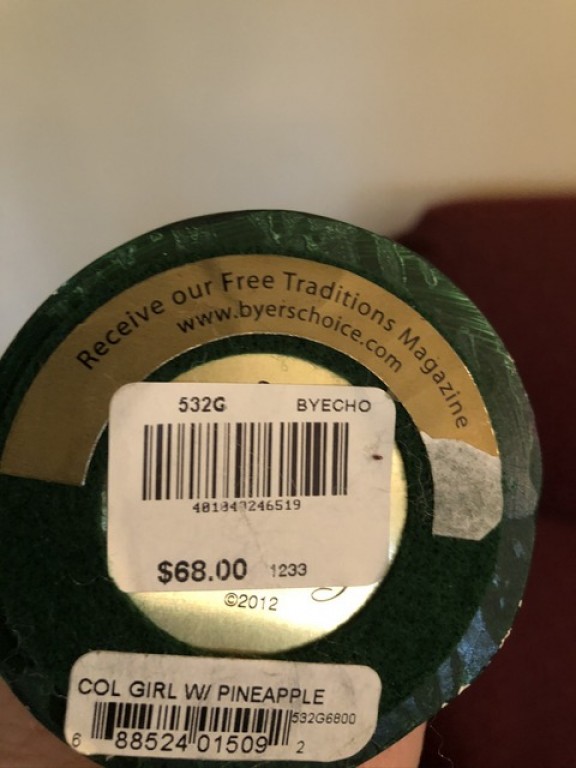 Receive our Free Traditions Magazine
www.byerschoice.com
532G BYECHO
$68.00 1233
©2012
COL GIRL W/ PINEAPPLE
532G6800
6 88524 01509 2